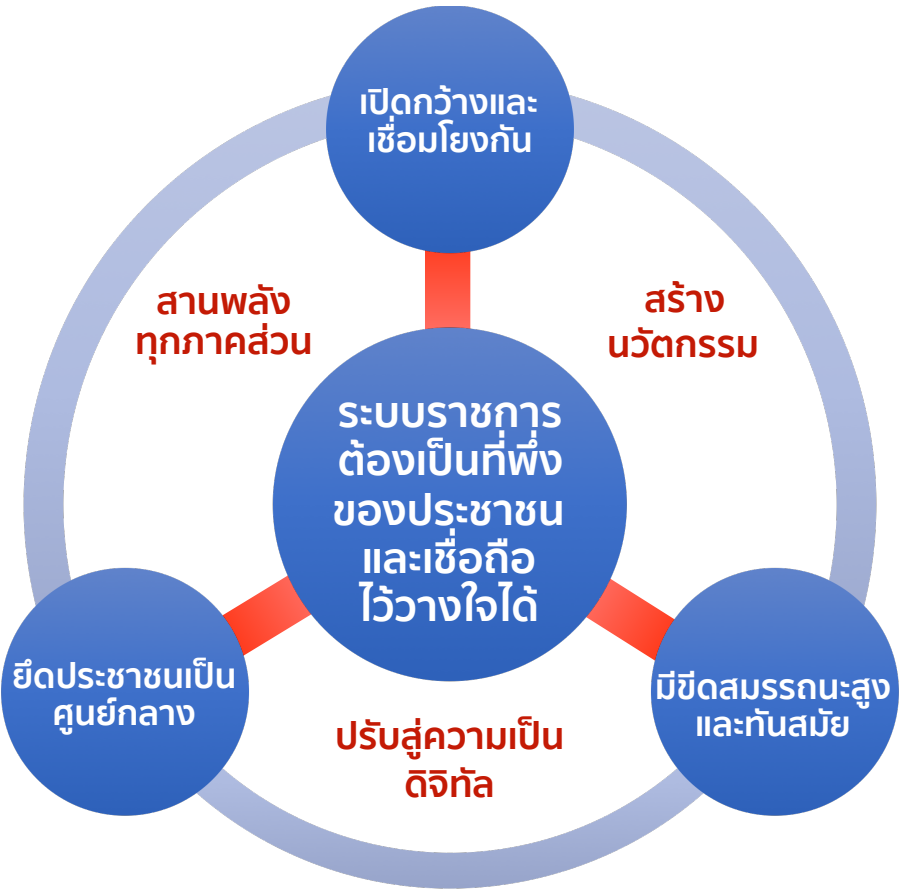 เปิดกว้างและ
เชื่อมโยงกัน
สานพลัง
ทุกภาคส่วน
สร้าง
นวัตกรรม
ระบบราชการ
ต้องเป็นที่พึ่ง
ของประชาชน
และเชื่อถือ
ไว้วางใจได้
ยึดประชาชนเป็น
ศูนย์กลาง
มีขีดสมรรถนะสูง
และทันสมัย
ปรับสู่ความเป็น
ดิจิทัล